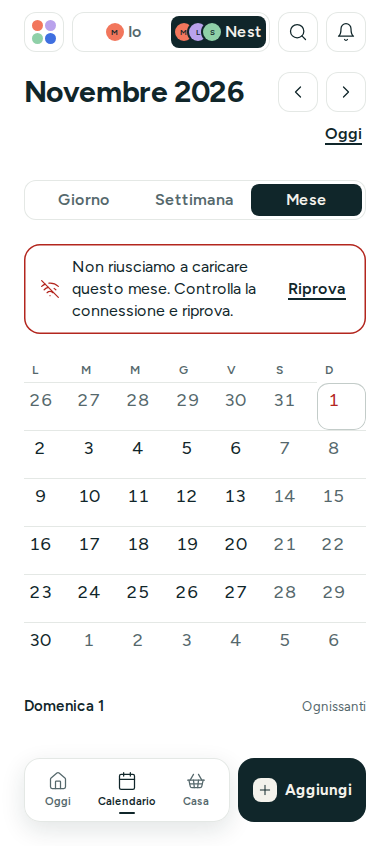 M Io M L S Nest
Novembre 2026
Oggi
Giorno Settimana Mese
Non riusciamo a caricare
questo mese. Controlla la
connessione e riprova.
Riprova
L M M G V S D
26 27 28 29 30 31 1
2 3 4 5 6 7 8
9 10 11 12 13 14 15
16 17 18 19 20 21 22
23 24 25 26 27 28 29
30 1 2 3 4 5 6
Domenica 1 Ognissanti
Oggi Calendario Casa Aggiungi